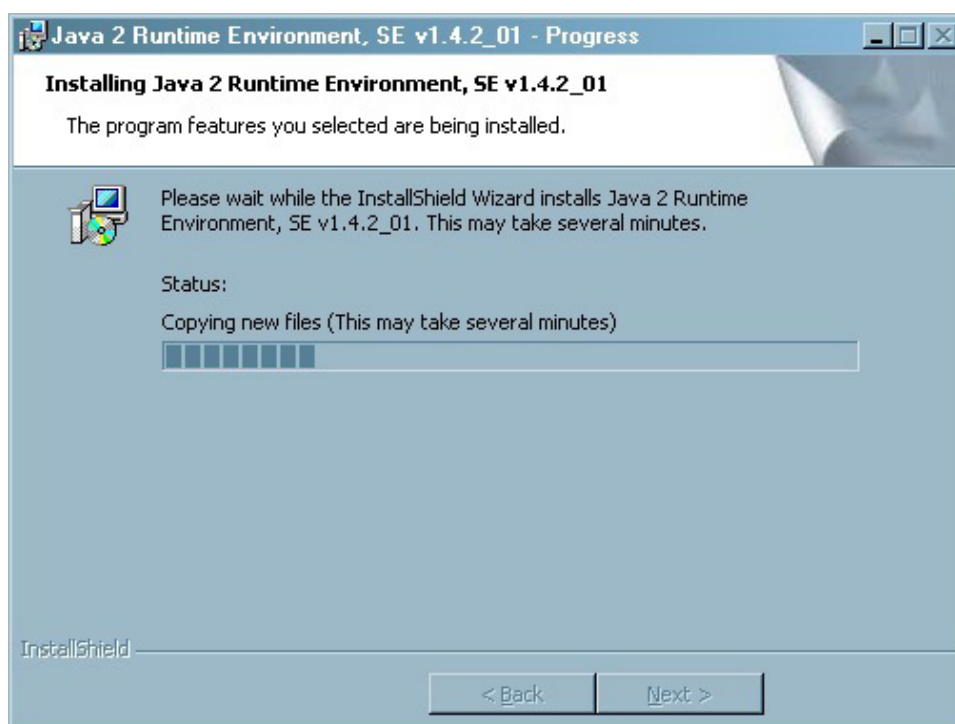 Java 2 Runtime Environment, SE v1.4.2_01 - Progress
Installing Java 2 Runtime Environment, SE v1.4.2_01
The program features you selected are being installed.
Please wait while the InstallShield Wizard installs Java 2 Runtime
Environment, SE v1.4.2_01. This may take several minutes.
Status:
Copying new files (This may take several minutes)
InstallShield
< Back Next >